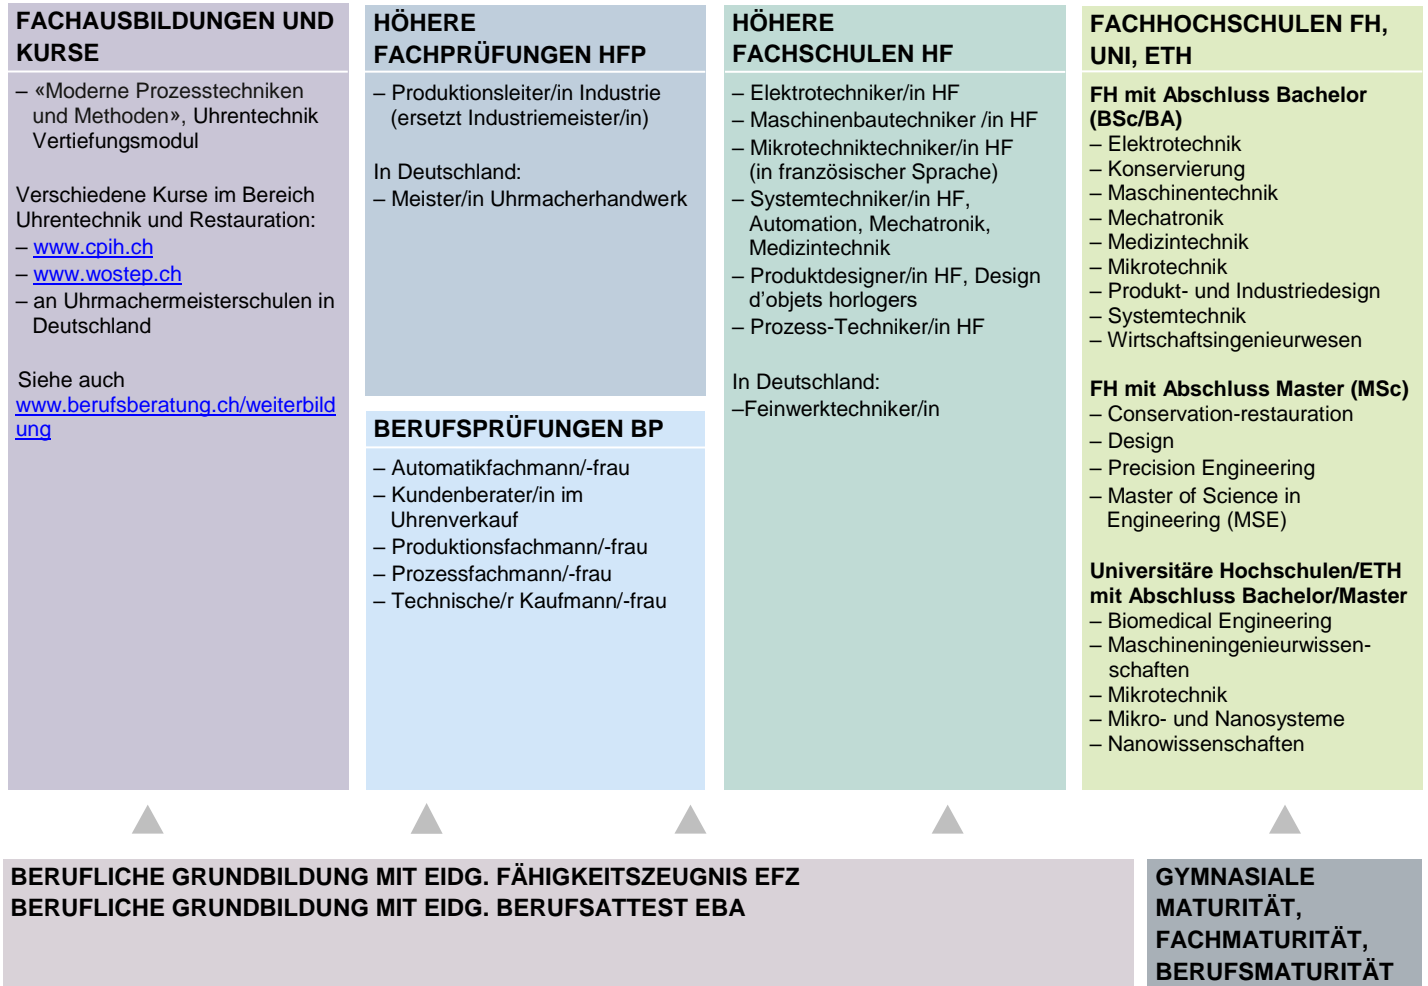 FACHAUSBILDUNGEN UND
KURSE
– «Moderne Prozesstechniken
und Methoden», Uhrentechnik
Vertiefungsmodul
Verschiedene Kurse im Bereich
Uhrentechnik und Restauration:
– www.cpih.ch
– www.wostep.ch
– an Uhrmachermeisterschulen in
Deutschland
Siehe auch
www.berufsberatung.ch/weiterbild
ung
HÖHERE
FACHPRÜFUNGEN HFP
– Produktionsleiter/in Industrie
(ersetzt Industriemeister/in)
In Deutschland:
– Meister/in Uhrmacherhandwerk
BERUFSPRÜFUNGEN BP
– Automatikfachmann/-frau
– Kundenberater/in im
Uhrenverkauf
– Produktionsfachmann/-frau
– Prozessfachmann/-frau
– Technische/r Kaufmann/-frau
HÖHERE
FACHSCHULEN HF
– Elektrotechniker/in HF
– Maschinenbautechniker /in HF
– Mikrotechniktechniker/in HF
(in französischer Sprache)
– Systemtechniker/in HF,
Automation, Mechatronik,
Medizintechnik
– Produktdesigner/in HF, Design
d’objets horlogers
– Prozess-Techniker/in HF
In Deutschland:
–Feinwerktechniker/in
FACHHOCHSCHULEN FH,
UNI, ETH
FH mit Abschluss Bachelor
(BSc/BA)
– Elektrotechnik
– Konservierung
– Maschinentechnik
– Mechatronik
– Medizintechnik
– Mikrotechnik
– Produkt- und Industriedesign
– Systemtechnik
– Wirtschaftsingenieurwesen
FH mit Abschluss Master (MSc)
– Conservation-restauration
– Design
– Precision Engineering
– Master of Science in
Engineering (MSE)
Universitäre Hochschulen/ETH
mit Abschluss Bachelor/Master
– Biomedical Engineering
– Maschineningenieurwissen-
schaften
– Mikrotechnik
– Mikro- und Nanosysteme
– Nanowissenschaften
BERUFLICHE GRUNDBILDUNG MIT EIDG. FÄHIGKEITSZEUGNIS EFZ
BERUFLICHE GRUNDBILDUNG MIT EIDG. BERUFSATTEST EBA
GYMNASIALE
MATURITÄT,
FACHMATURITÄT,
BERUFSMATURITÄT